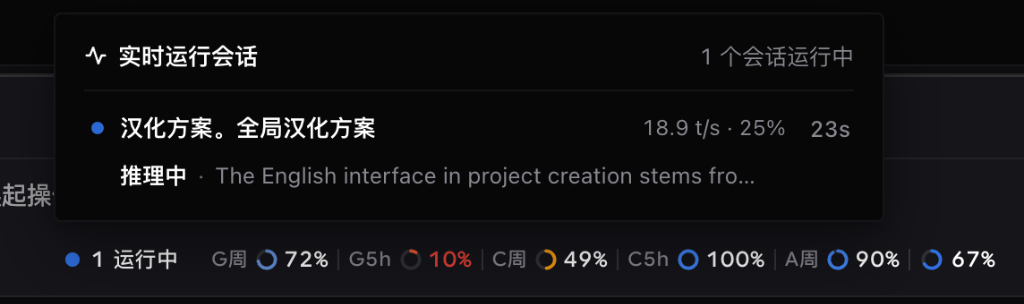 实时运行会话 1 个会话运行中
汉化方案。全局汉化方案 18.9 t/s · 25% 23s
推理中 · The English interface in project creation stems fro...
起操
1 运行中 G周 72% | G5h 10% | C周 49% | C5h 100% | A周 90% | 67%